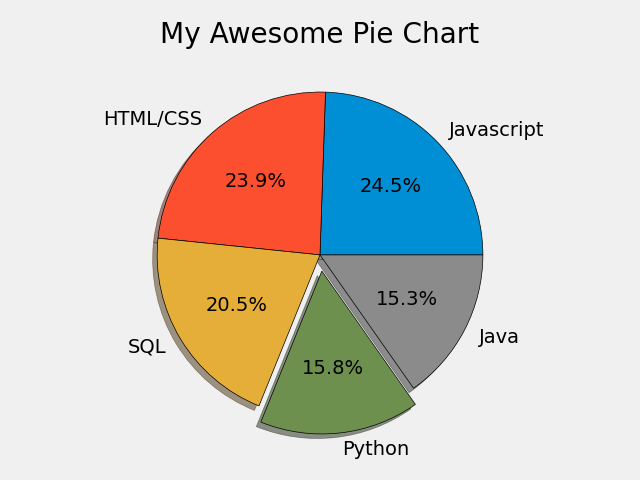 My Awesome Pie Chart
HTML/CSS
Javascript
23.9%
24.5%
20.5%
15.3%
SQL
Java
15.8%
Python